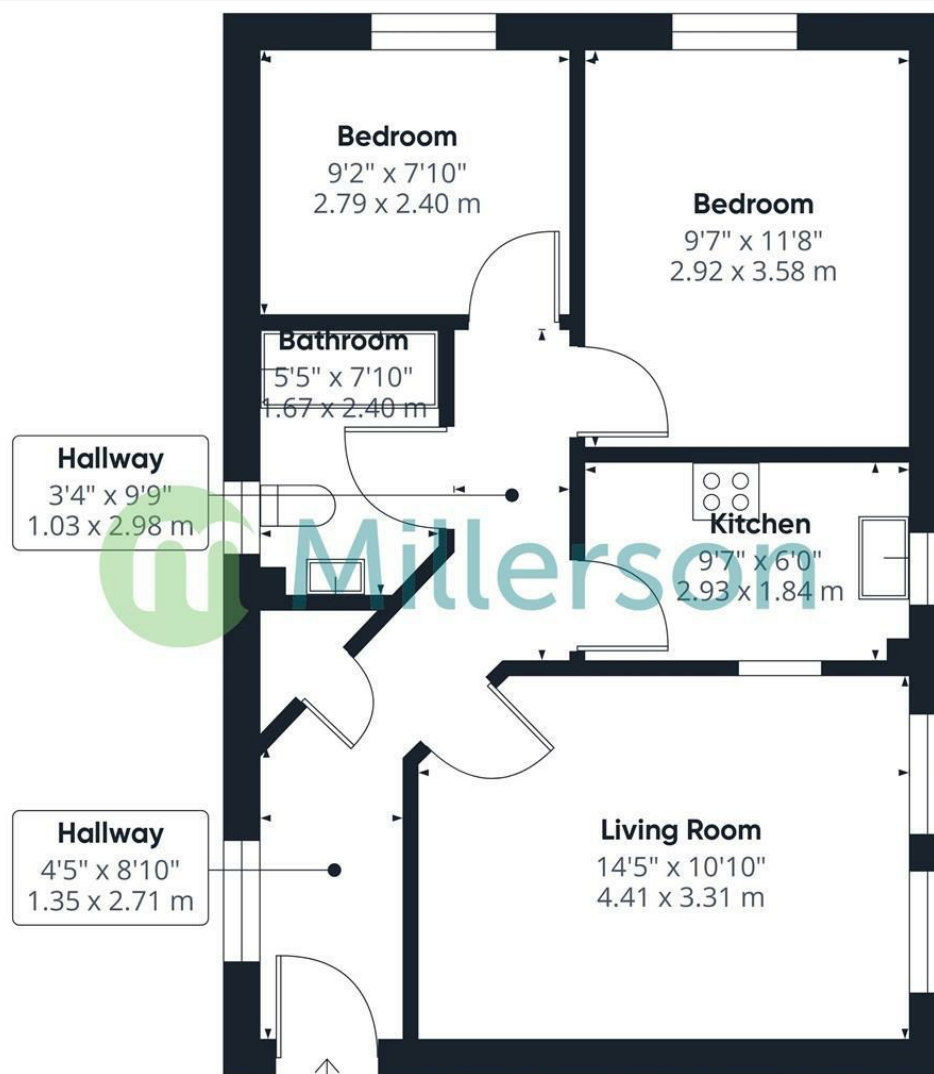 Bedroom
9'2" x 7'10"
2.79 x 2.40 m
Bedroom
9'7" x 11'8"
2.92 x 3.58 m
Bathroom
5'5" x 7'10"
1.67 x 2.40 m
Hallway
3'4" x 9'9"
1.03 x 2.98 m
Kitchen
9'7" x 6'0"
2.93 x 1.84 m
m Millerson
Hallway
4'5" x 8'10"
1.35 x 2.71 m
Living Room
14'5" x 10'10"
4.41 x 3.31 m